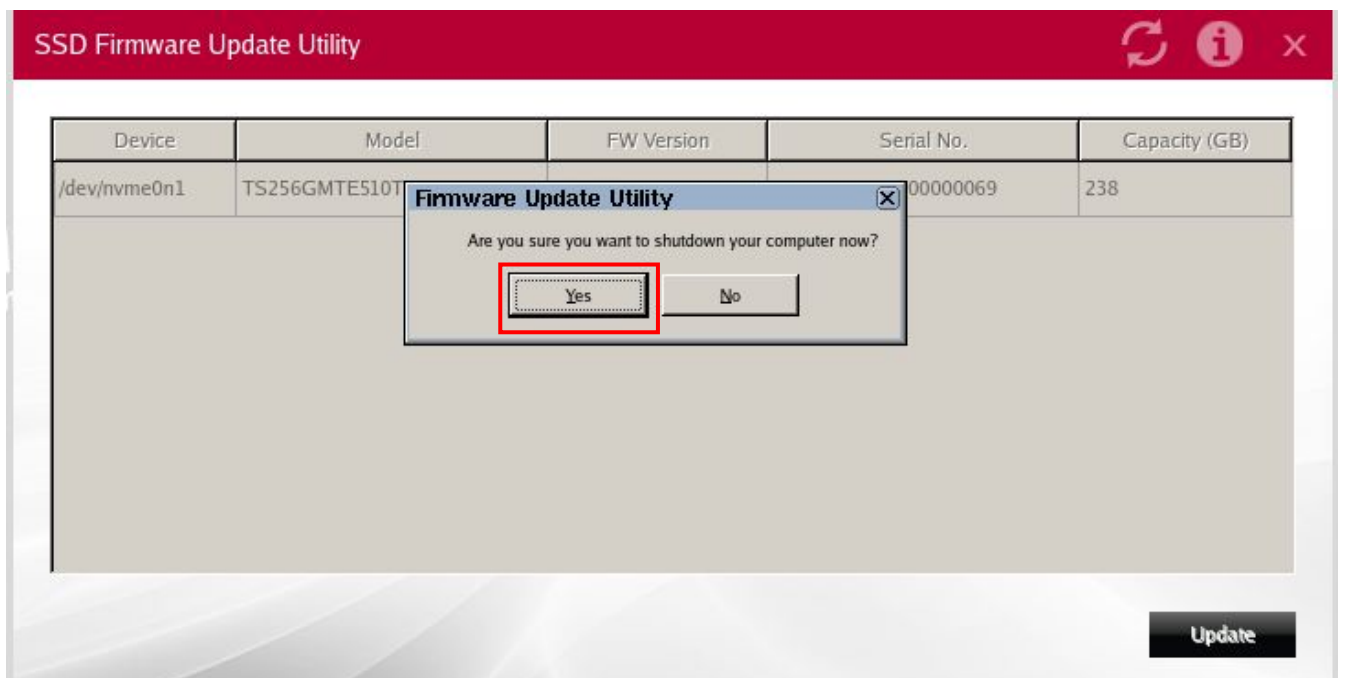 SSD Firmware Update Utility
Device Model FW Version Serial No. Capacity (GB)
/dev/nvme0n1 TS256GMTE510T 00000069 238
Firmware Update Utility
Are you sure you want to shutdown your computer now?
Yes No
Update